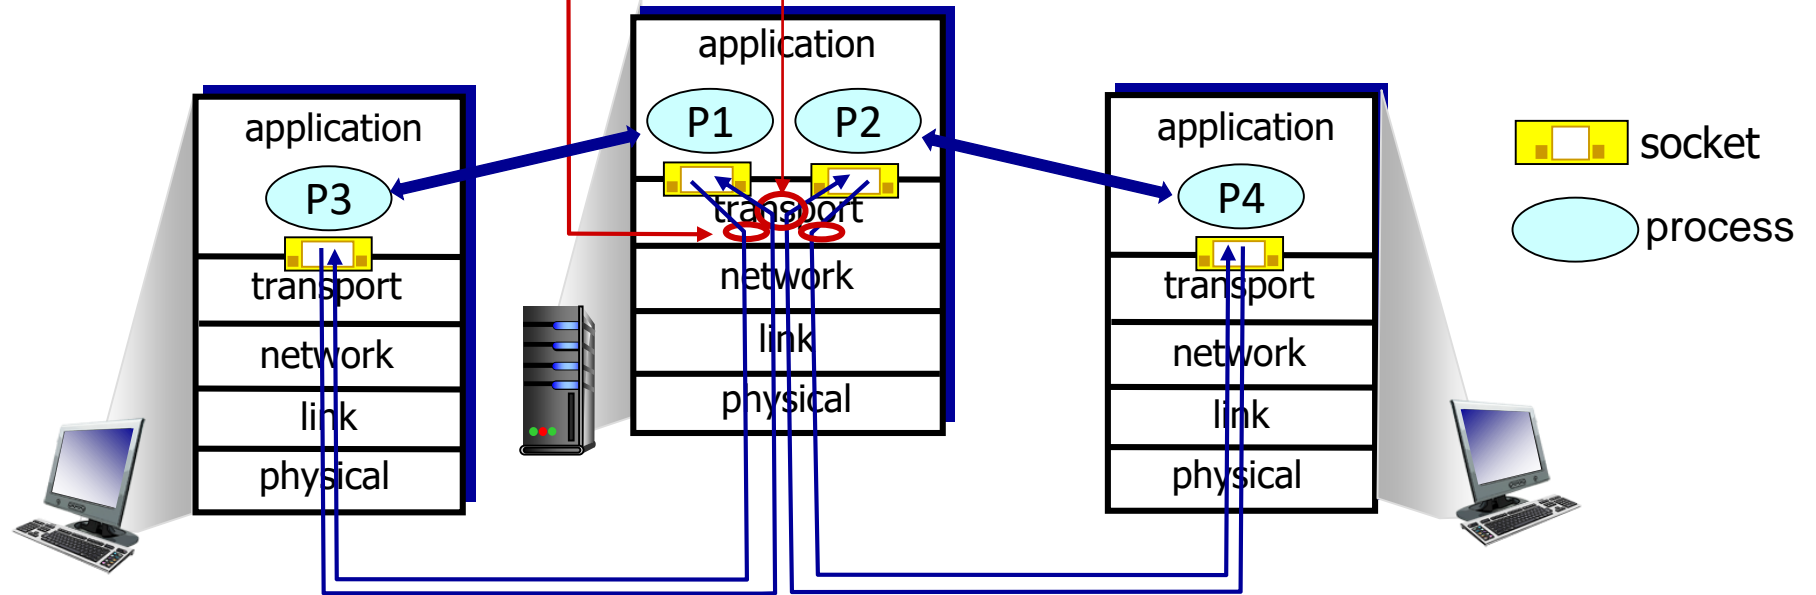 application
P1
P2
transport
network
link
physical
application
P3
transport
network
link
physical
application
P4
transport
network
link
physical
socket
process